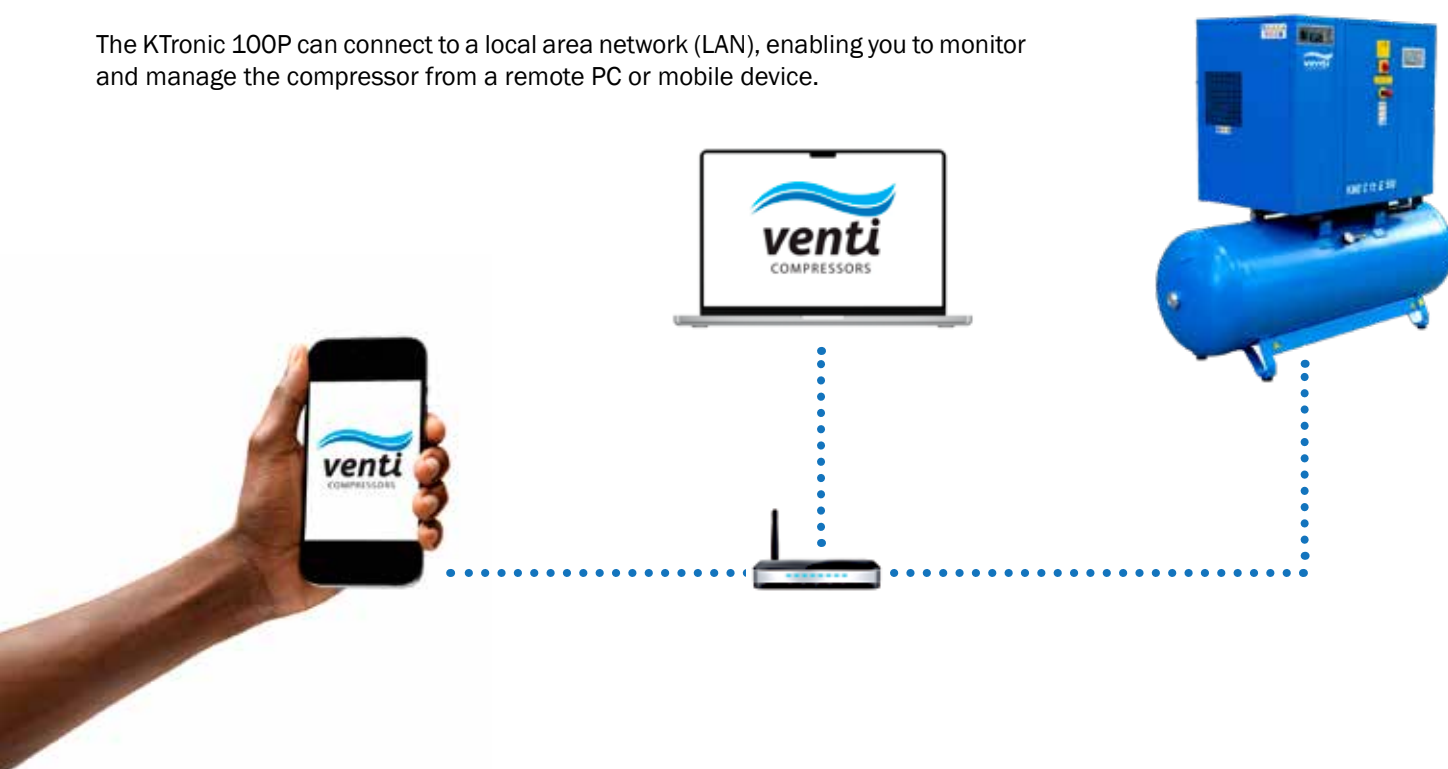 The KTronic 100P can connect to a local area network (LAN), enabling you to monitor
and manage the compressor from a remote PC or mobile device.
venti
COMPRESSORS
venti
COMPRESSORS
venti